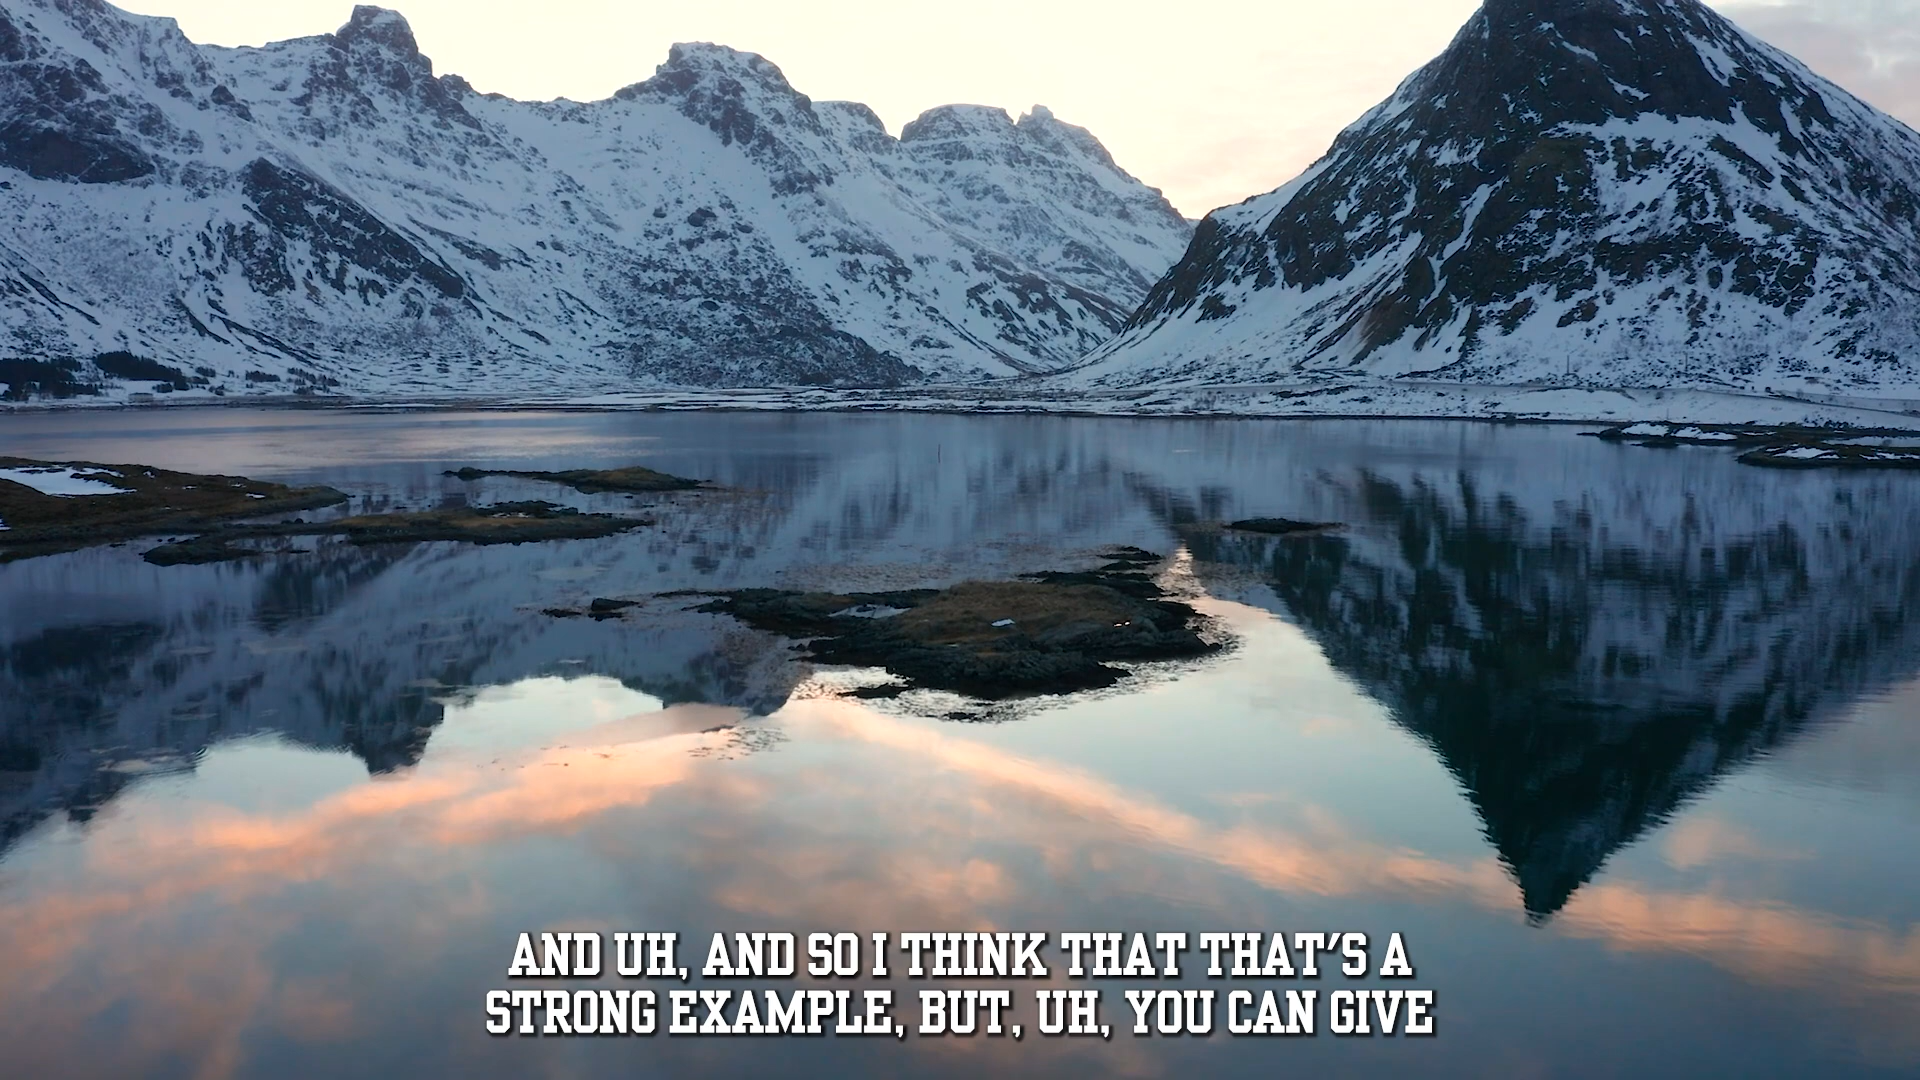 AND UH, AND SO I THINK THAT THAT'S A
STRONG EXAMPLE, BUT, UH, YOU CAN GIVE